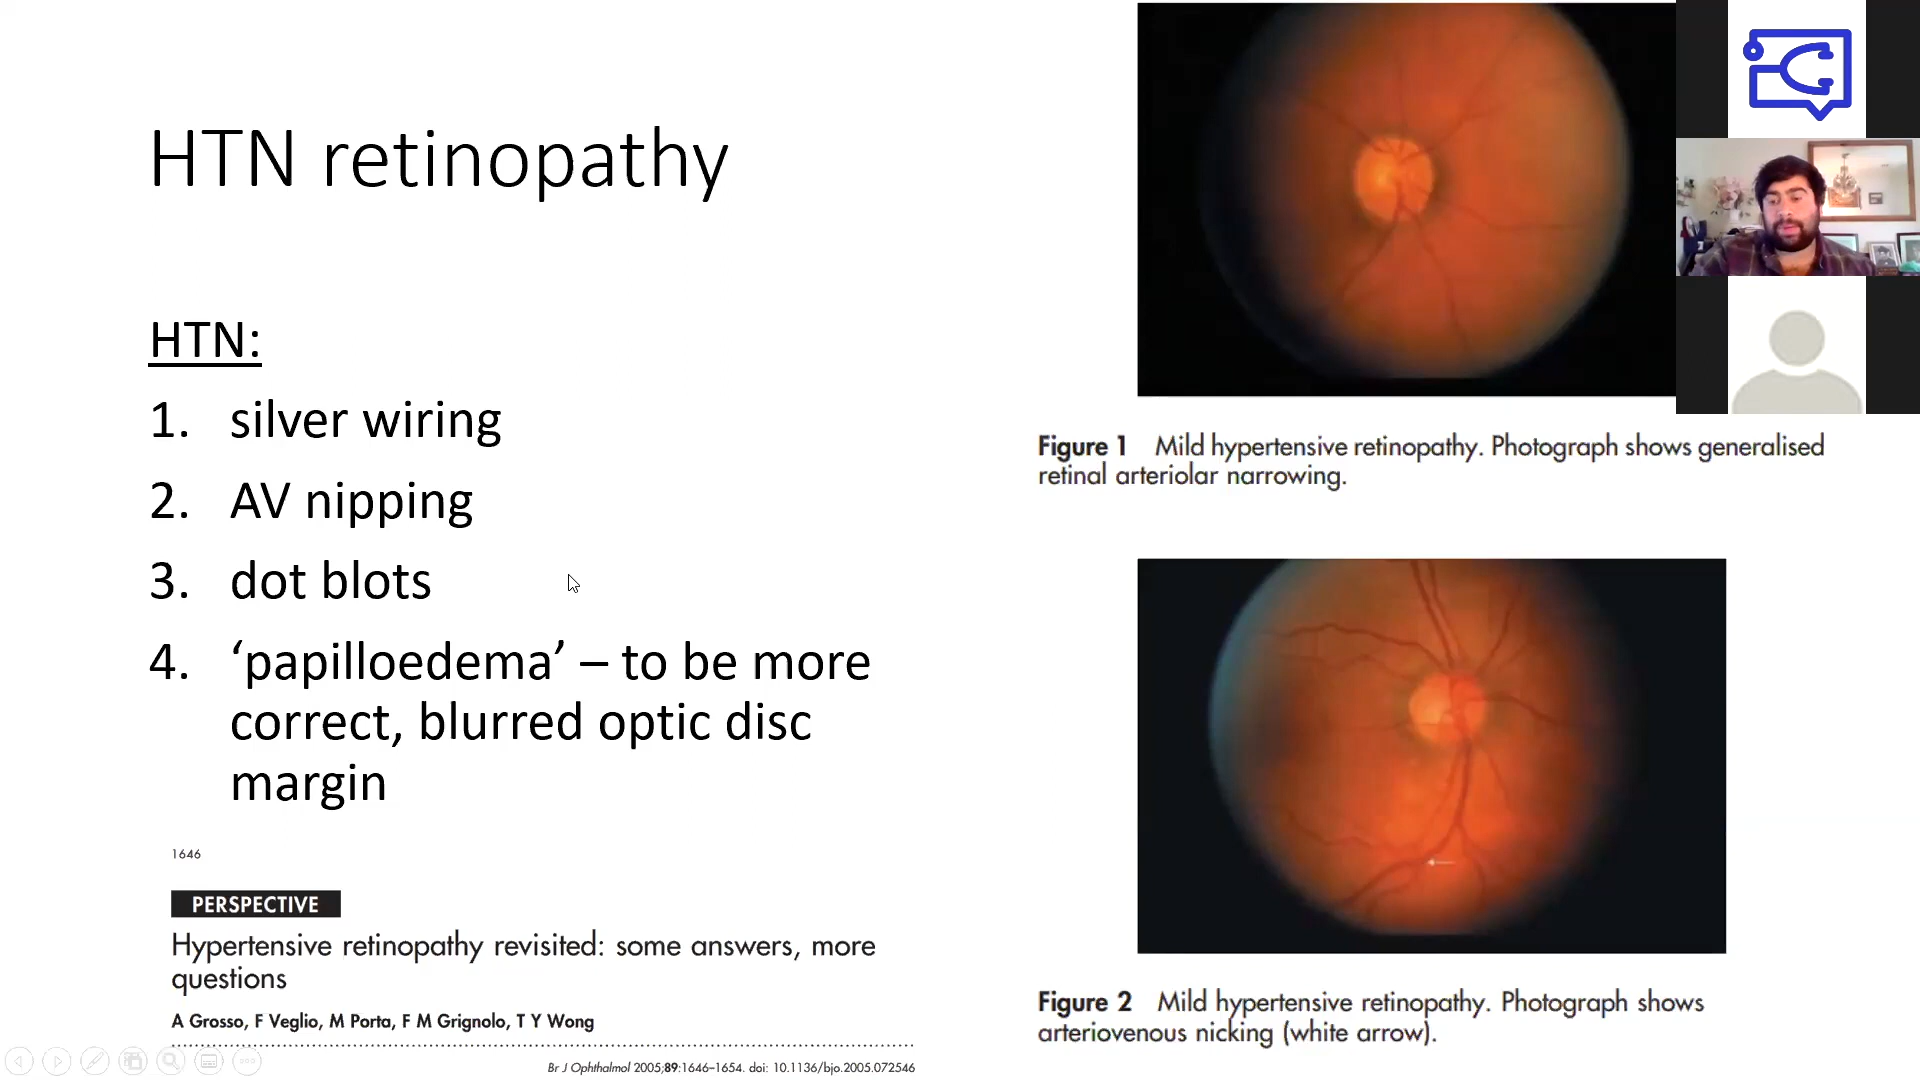 HTN retinopathy
HTN:
1. silver wiring
2. AV nipping
3. dot blots
4. ‘papilloedema’ – to be more
correct, blurred optic disc
margin
1646
PERSPECTIVE
Hypertensive retinopathy revisited: some answers, more
questions
A Grosso, F Veglio, M Porta, F M Grignolo, T Y Wong
Br J Ophthalmol 2005;89:1646–1654. doi: 10.1136/bjo.2005.072546
Figure 1 Mild hypertensive retinopathy. Photograph shows generalised
retinal arteriolar narrowing.
Figure 2 Mild hypertensive retinopathy. Photograph shows
arteriovenous nicking (white arrow).